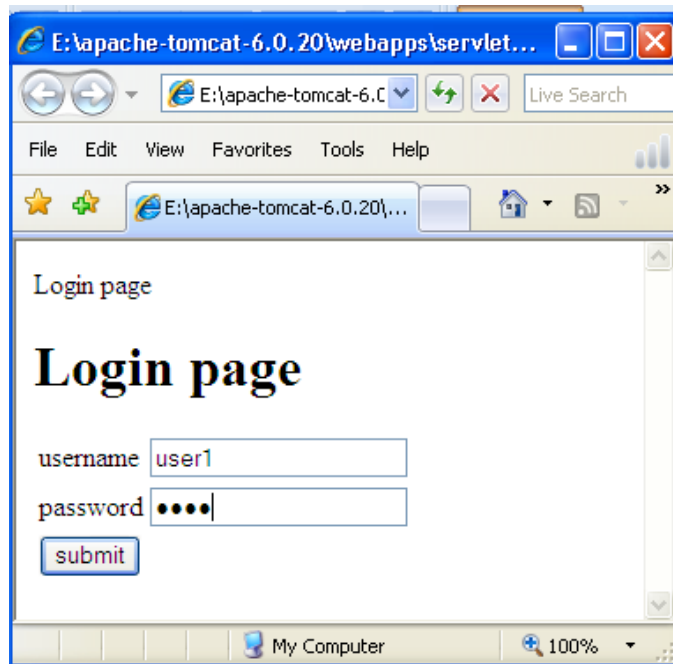 E:\apache-tomcat-6.0.20\webapps\servlet...
E:\apache-tomcat-6.0 Live Search
File Edit View Favorites Tools Help
E:\apache-tomcat-6.0.20\... »
Login page
Login page
username user1
password ••••
submit
My Computer 100%